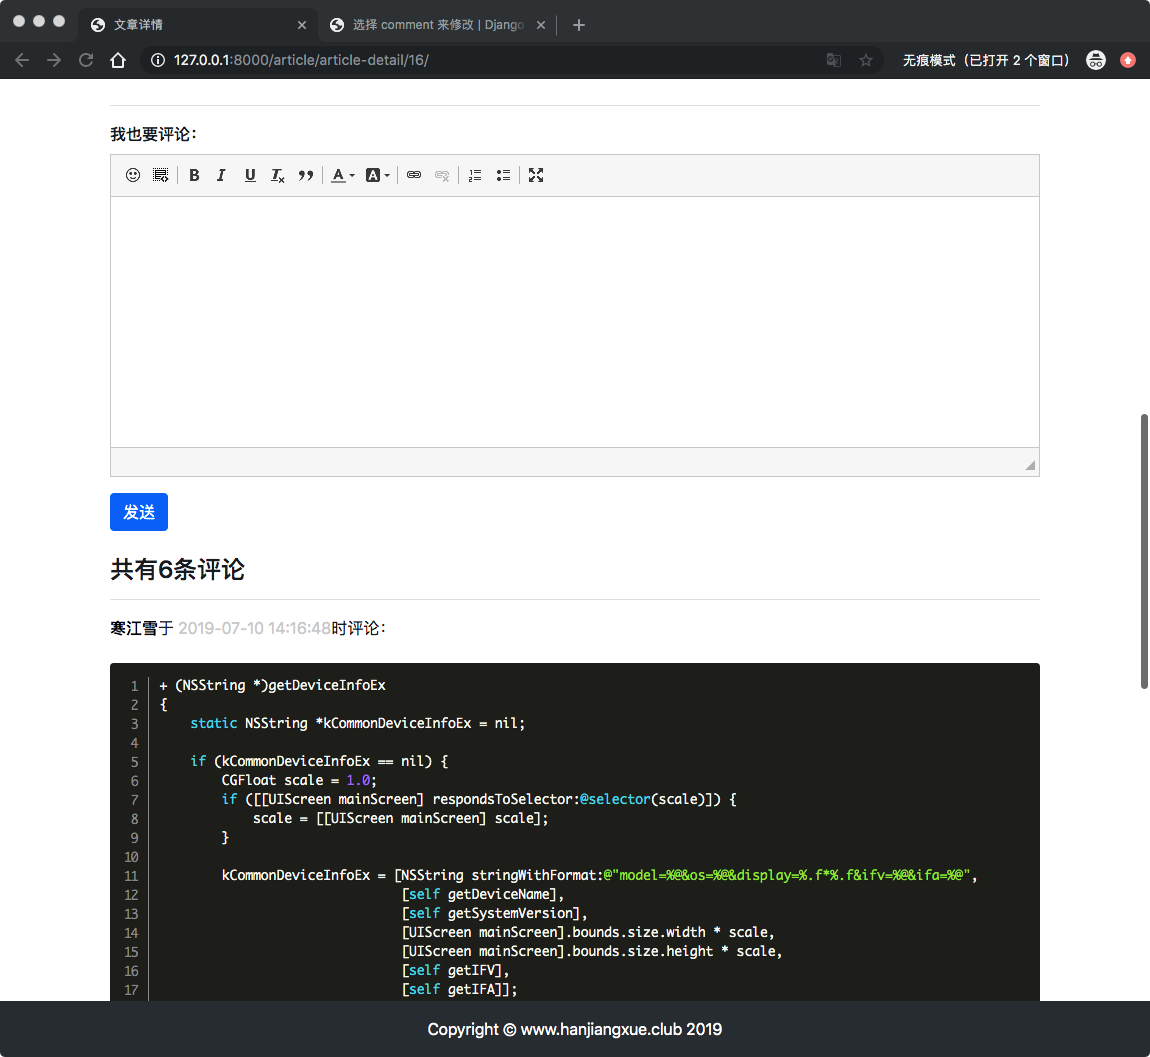 文章详情
选择 comment 来修改 | Django
127.0.0.1:8000/article/article-detail/16/
无痕模式（已打开 2 个窗口）
我也要评论：
发送
共有6条评论
寒江雪于 2019-07-10 14:16:48时评论：
1 + (NSString *)getDeviceInfoEx
2 {
3     static NSString *kCommonDeviceInfoEx = nil;
4
5     if (kCommonDeviceInfoEx == nil) {
6         CGFloat scale = 1.0;
7         if ([[UIScreen mainScreen] respondsToSelector:@selector(scale)]) {
8             scale = [[UIScreen mainScreen] scale];
9         }
10
11         kCommonDeviceInfoEx = [NSString stringWithFormat:@"model=%@&os=%@&display=%.f*%.f&ifv=%@&ifa=%@",
12                                [self getDeviceName],
13                                [self getSystemVersion],
14                                [UIScreen mainScreen].bounds.size.width * scale,
15                                [UIScreen mainScreen].bounds.size.height * scale,
16                                [self getIFV],
17                                [self getIFA]];
Copyright © www.hanjiangxue.club 2019